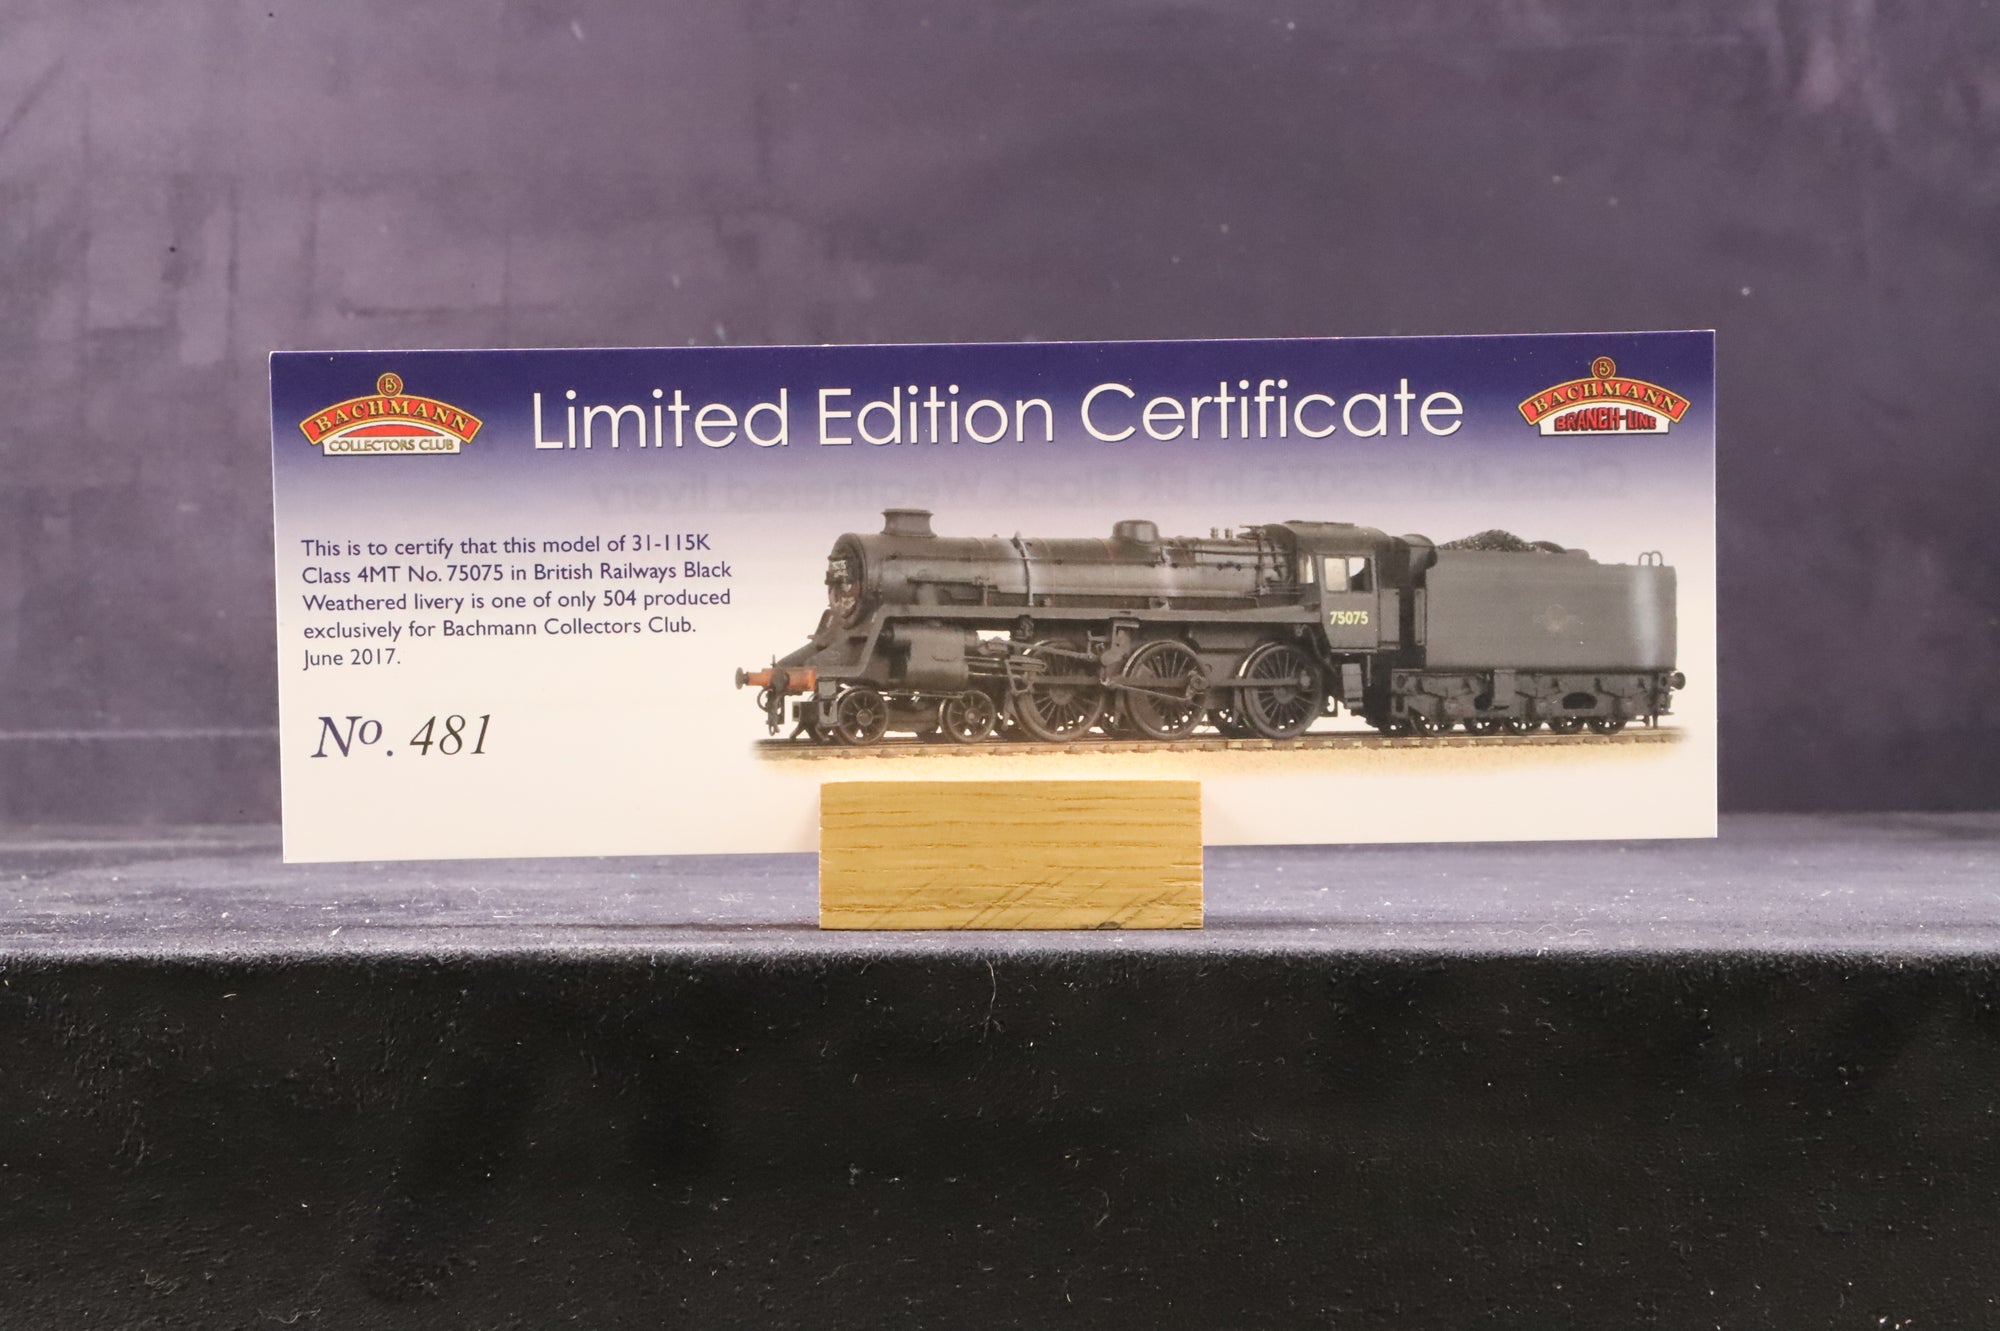 B
BACHMANN
COLLECTORS CLUB
Limited Edition Certificate
B
BACHMANN
BRANCH-LINE
This is to certify that this model of 31-115K
Class 4MT No. 75075 in British Railways Black
Weathered livery is one of only 504 produced
exclusively for Bachmann Collectors Club.
June 2017.
No. 481
75075